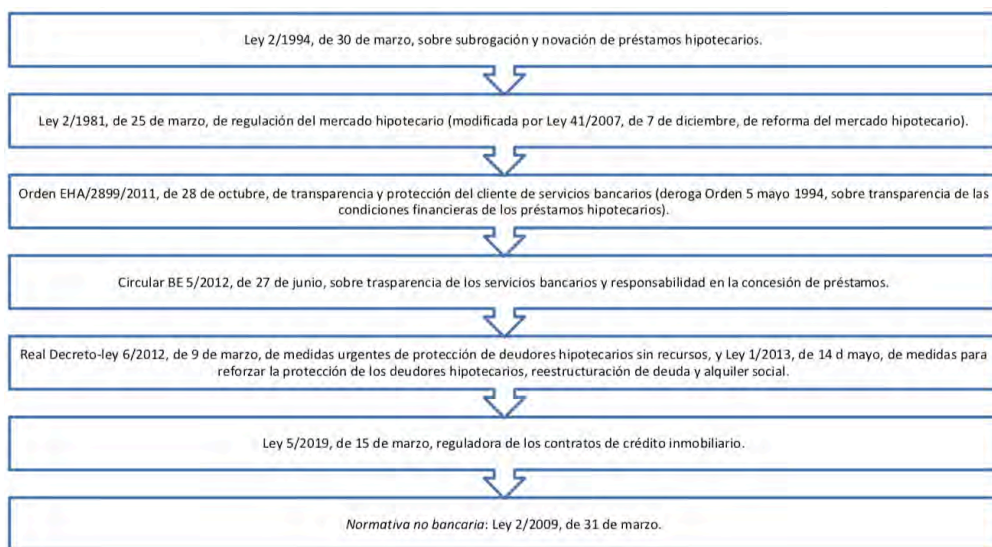 Ley 2/1994, de 30 de marzo, sobre subrogación y novación de préstamos hipotecarios.
Ley 2/1981, de 25 de marzo, de regulación del mercado hipotecario (modificada por Ley 41/2007, de 7 de diciembre, de reforma del mercado hipotecario).
Orden EHA/2899/2011, de 28 de octubre, de transparencia y protección del cliente de servicios bancarios (deroga Orden 5 mayo 1994, sobre transparencia de las
condiciones financieras de los préstamos hipotecarios).
Circular BE 5/2012, de 27 de junio, sobre trasparencia de los servicios bancarios y responsabilidad en la concesión de préstamos.
Real Decreto-ley 6/2012, de 9 de marzo, de medidas urgentes de protección de deudores hipotecarios sin recursos, y Ley 1/2013, de 14 d mayo, de medidas para
reforzar la protección de los deudores hipotecarios, reestructuración de deuda y alquiler social.
Ley 5/2019, de 15 de marzo, reguladora de los contratos de crédito inmobiliario.
Normativa no bancaria: Ley 2/2009, de 31 de marzo.